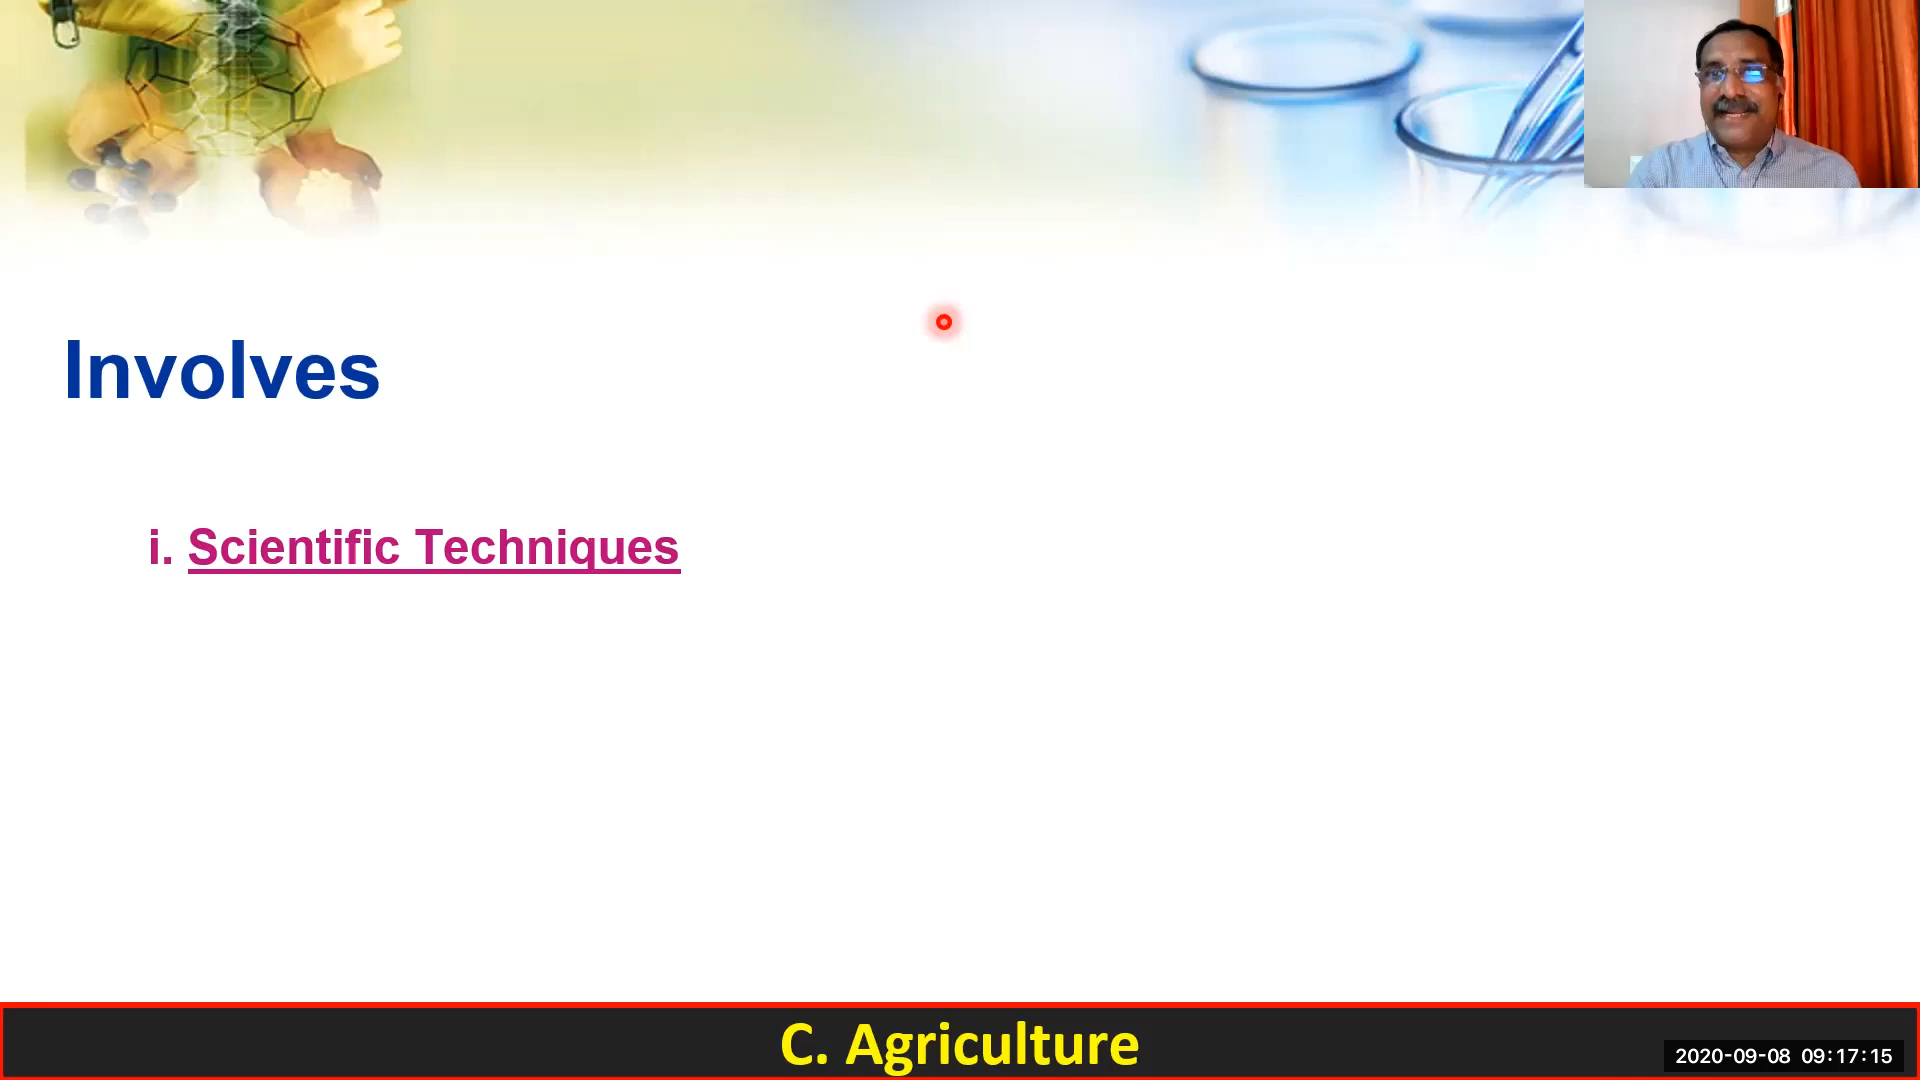 Involves
i. Scientific Techniques
C. Agriculture
2020-09-08 09:17:15